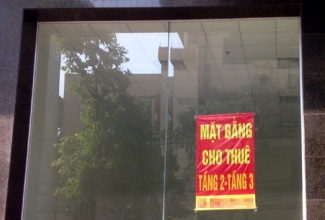 MẶT BẰNG
CHO THUÊ
TẦNG 2-TẦNG 3